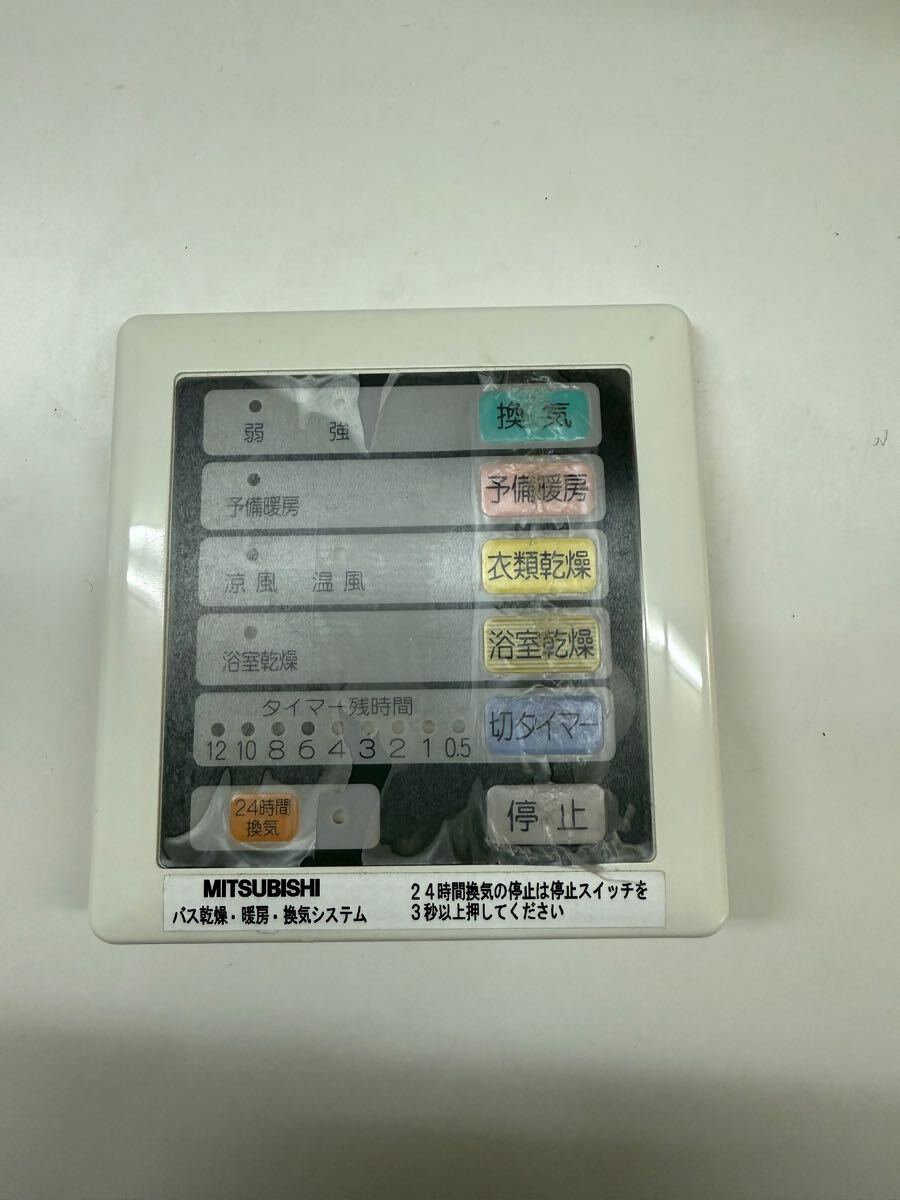 弱 強 換気
予備暖房 予備暖房
涼風 温風 衣類乾燥
浴室乾燥 浴室乾燥
タイマー残時間
12 10 8 6 4 3 2 1 0.5 切タイマー
24時間
換気
停止
MITSUBISHI
バス乾燥・暖房・換気システム
24時間換気の停止は停止スイッチを
3秒以上押してください